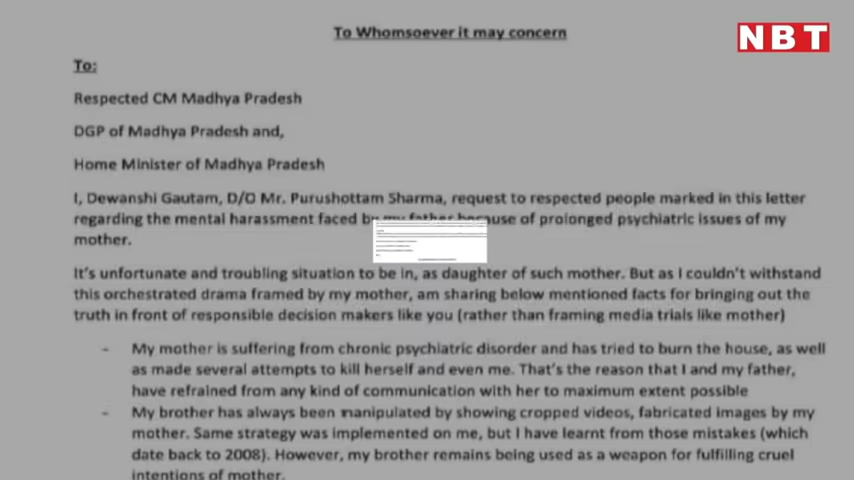 To Whomsoever it may concern
NBT
To:
Respected CM Madhya Pradesh
DGP of Madhya Pradesh and,
Home Minister of Madhya Pradesh
I, Dewanshi Gautam, D/O Mr. Purushottam Sharma, request to respected people marked in this letter
regarding the mental harassment faced by my father because of prolonged psychiatric issues of my
mother.
It's unfortunate and troubling situation to be in, as daughter of such mother. But as I couldn't withstand
this orchestrated drama framed by my mother, am sharing below mentioned facts for bringing out the
truth in front of responsible decision makers like you (rather than framing media trials like mother)
- My mother is suffering from chronic psychiatric disorder and has tried to burn the house, as well
as made several attempts to kill herself and even me. That's the reason that I and my father,
have refrained from any kind of communication with her to maximum extent possible
- My brother has always been manipulated by showing cropped videos, fabricated images by my
mother. Same strategy was implemented on me, but I have learnt from those mistakes (which
date back to 2008). However, my brother remains being used as a weapon for fulfilling cruel
intentions of mother.